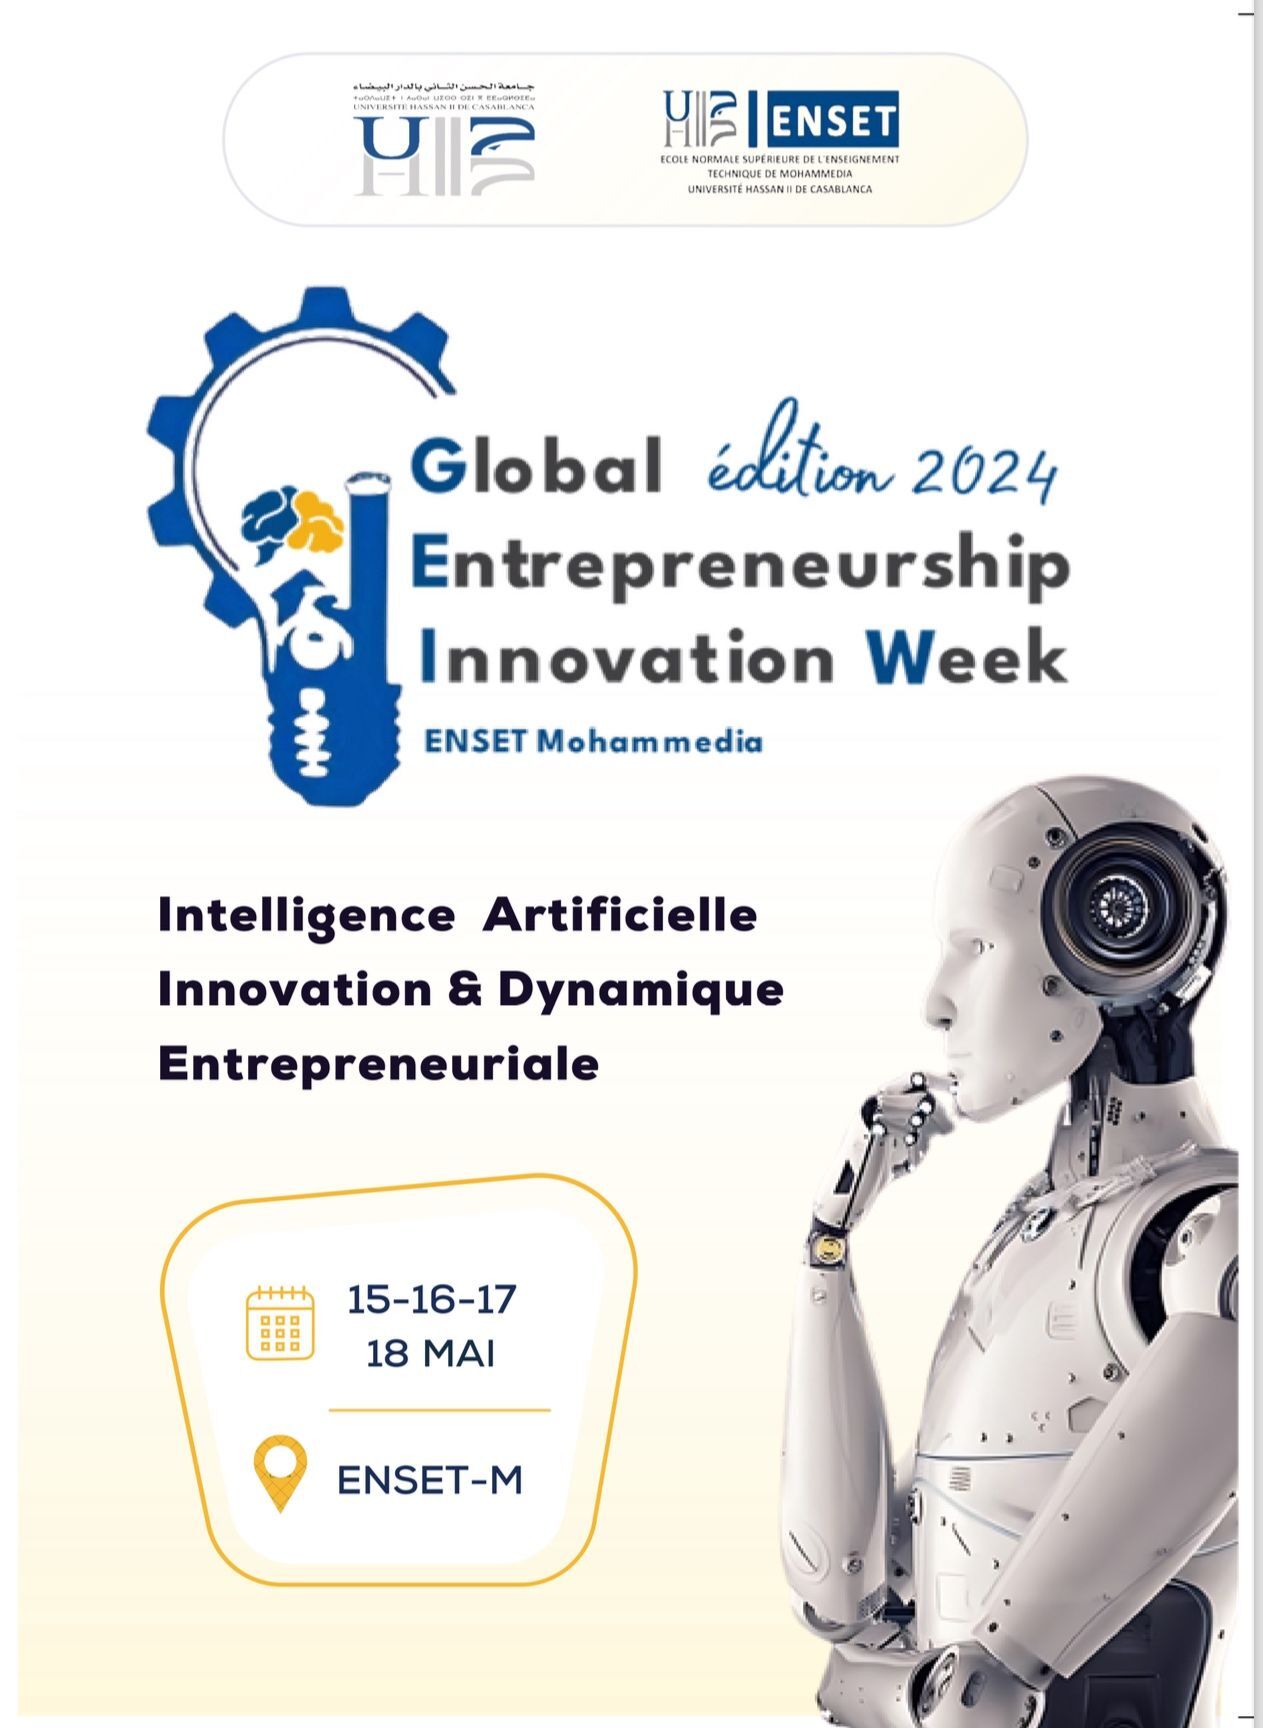 جامعة الحسن الثاني بالدار البيضاء
UNIVERSITÉ HASSAN II DE CASABLANCA
ENSET
ECOLE NORMALE SUPÉRIEURE DE L'ENSEIGNEMENT
TECHNIQUE DE MOHAMMEDIA
UNIVERSITÉ HASSAN II DE CASABLANCA
Global édition 2024
Entrepreneurship
Innovation Week
ENSET Mohammedia
Intelligence Artificielle
Innovation & Dynamique
Entrepreneuriale
15-16-17
18 MAI
ENSET-M